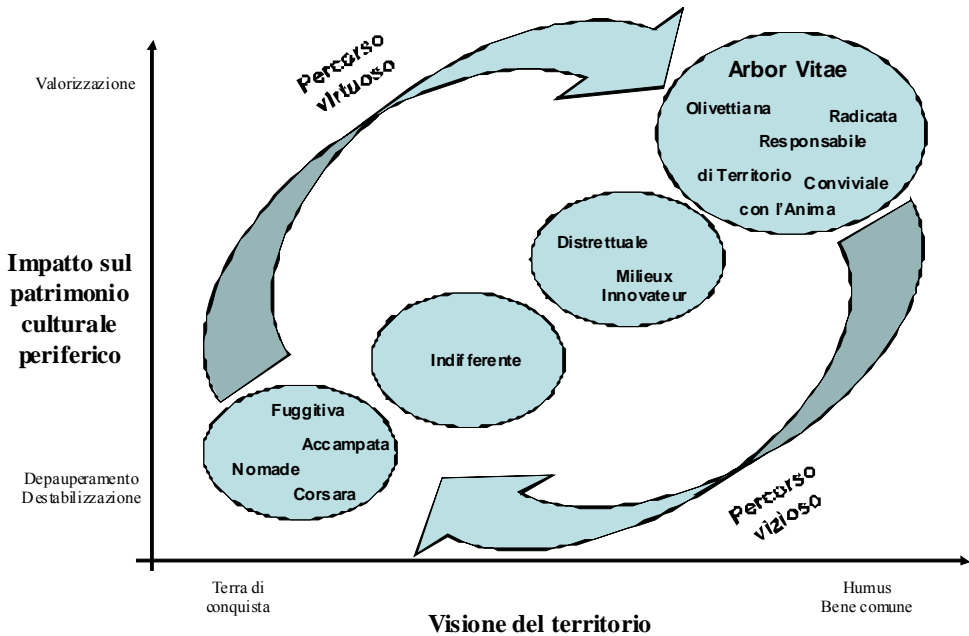 Percorso
virtuoso
Valorizzazione
Arbor Vitae
Olivettiana
Radicata
Responsabile
di Territorio
Conviviale
con l'Anima
Distrettuale
Milieux
Innovateur
Impatto sul
patrimonio
culturale
periferico
Indifferente
Fuggitiva
Accampata
Nomade
Corsara
Depauperamento
Destabilizzazione
Percorso
vizioso
Terra di
conquista
Humus
Bene comune
Visione del territorio